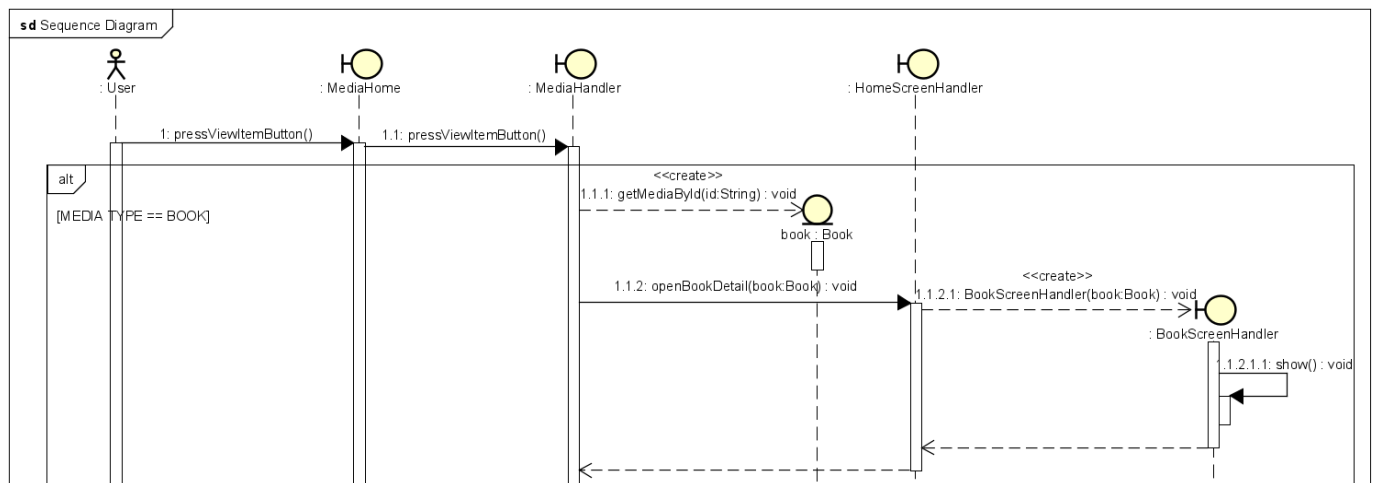 sd Sequence Diagram
: User
: MediaHome
: MediaHandler
: HomeScreenHandler
1: pressViewItemButton()
1.1: pressViewItemButton()
alt
[MEDIA TYPE == BOOK]
<<create>>
1.1.1: getMediaById(id:String) : void
book : Book
1.1.2: openBookDetail(book:Book) : void
<<create>>
1.1.2.1: BookScreenHandler(book:Book) : void
: BookScreenHandler
1.1.2.1.1: show() : void